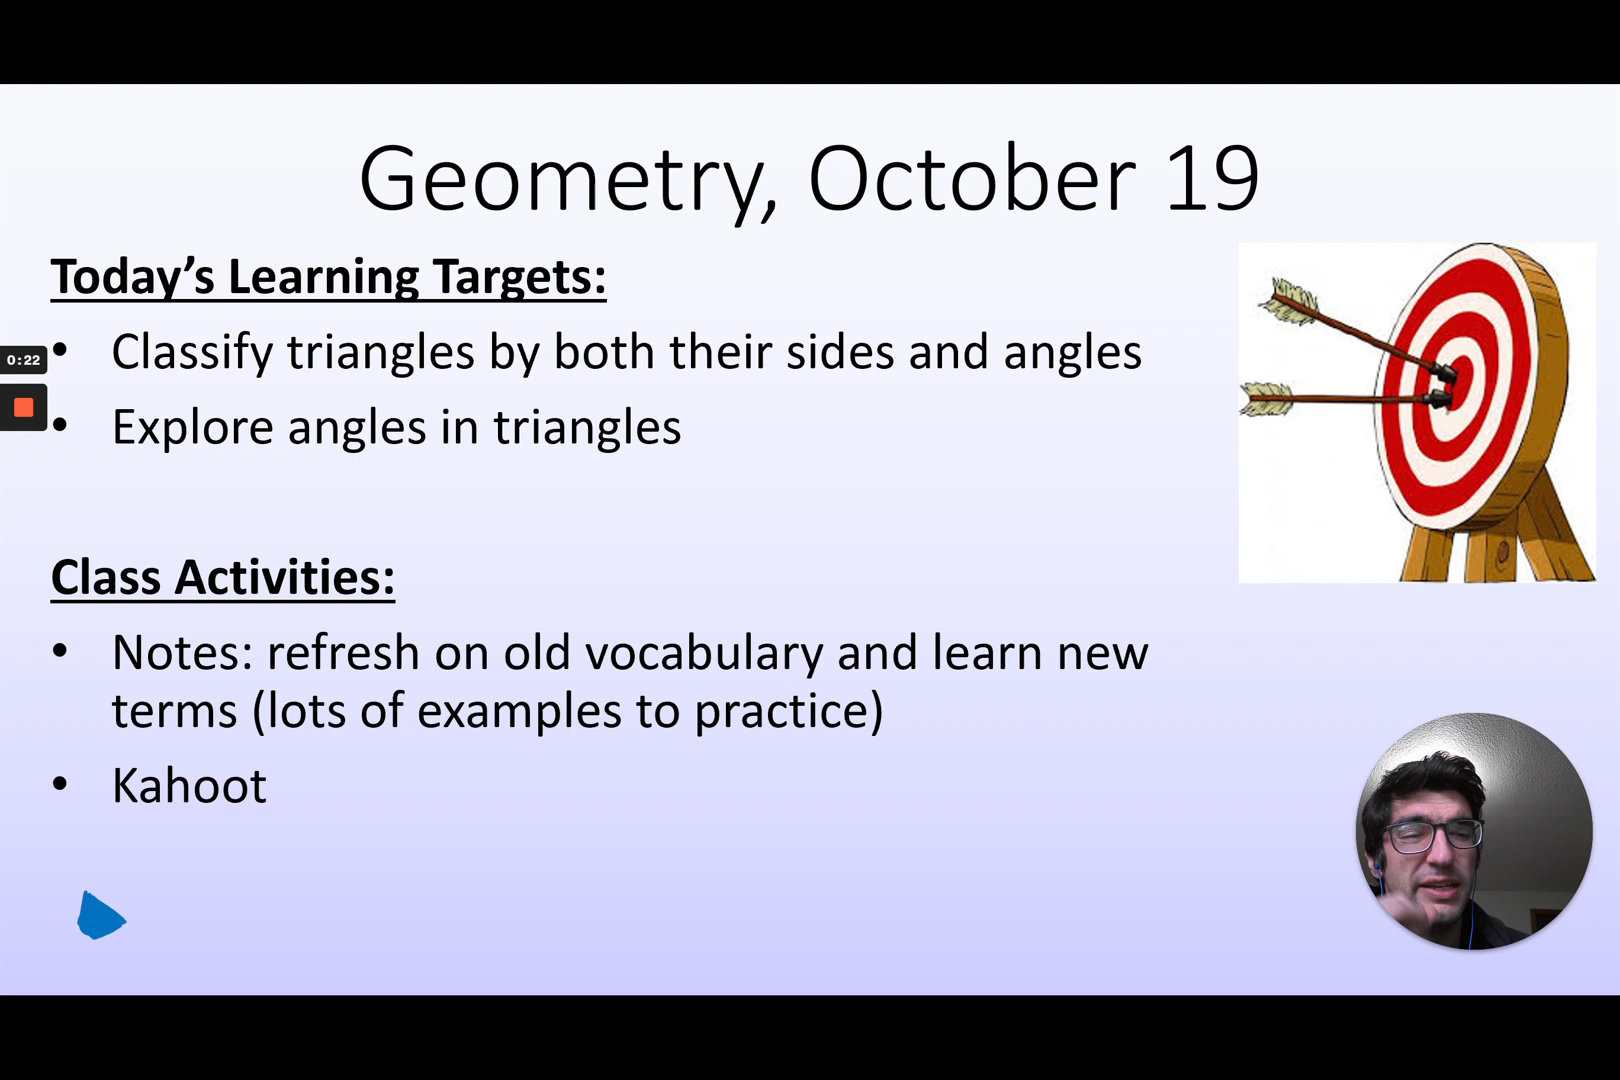 Geometry, October 19
Today’s Learning Targets:
• Classify triangles by both their sides and angles
0:22
• Explore angles in triangles
Class Activities:
• Notes: refresh on old vocabulary and learn new
terms (lots of examples to practice)
• Kahoot